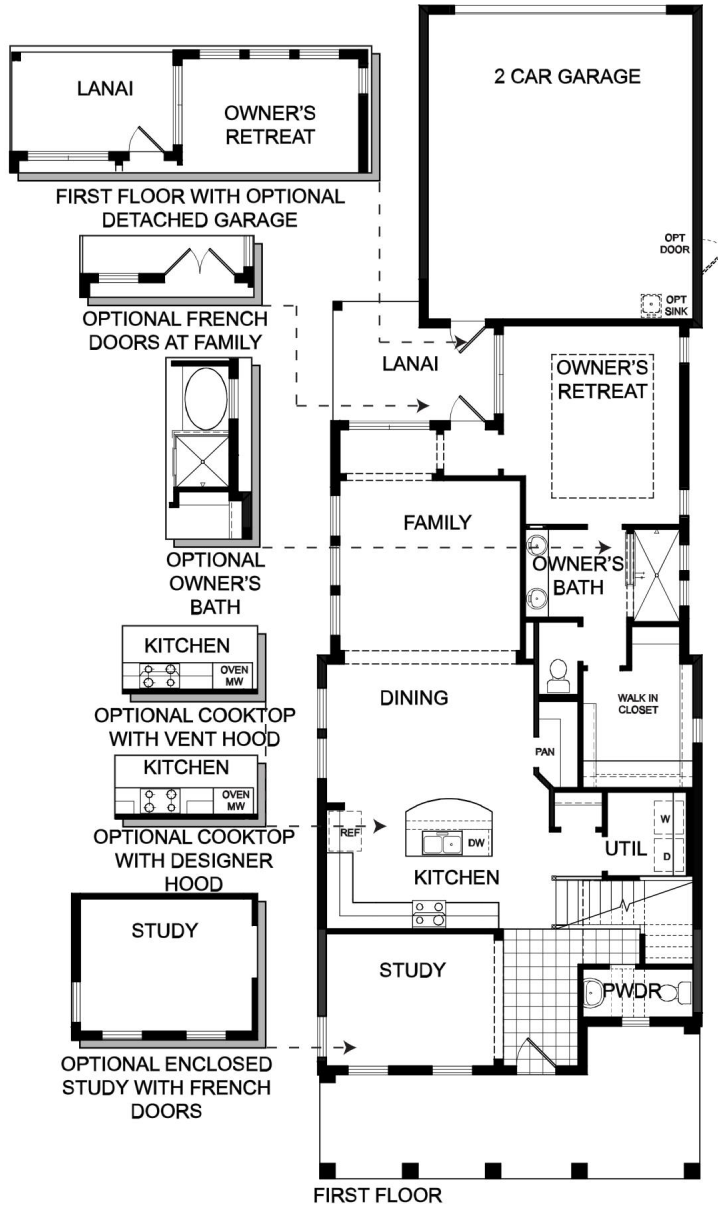 LANAI
OWNER'S
RETREAT
FIRST FLOOR WITH OPTIONAL
DETACHED GARAGE
OPTIONAL FRENCH
DOORS AT FAMILY
OPTIONAL
OWNER'S
BATH
KITCHEN
OVEN
MW
OPTIONAL COOKTOP
WITH VENT HOOD
KITCHEN
OVEN
MW
OPTIONAL COOKTOP
WITH DESIGNER
HOOD
STUDY
OPTIONAL ENCLOSED
STUDY WITH FRENCH
DOORS
2 CAR GARAGE
OPT
DOOR
OPT
SINK
LANAI
OWNER'S
RETREAT
FAMILY
OWNER'S
BATH
DINING
WALK IN
CLOSET
PAN
REF
DW
KITCHEN
W
UTIL
D
STUDY
PWDR
FIRST FLOOR